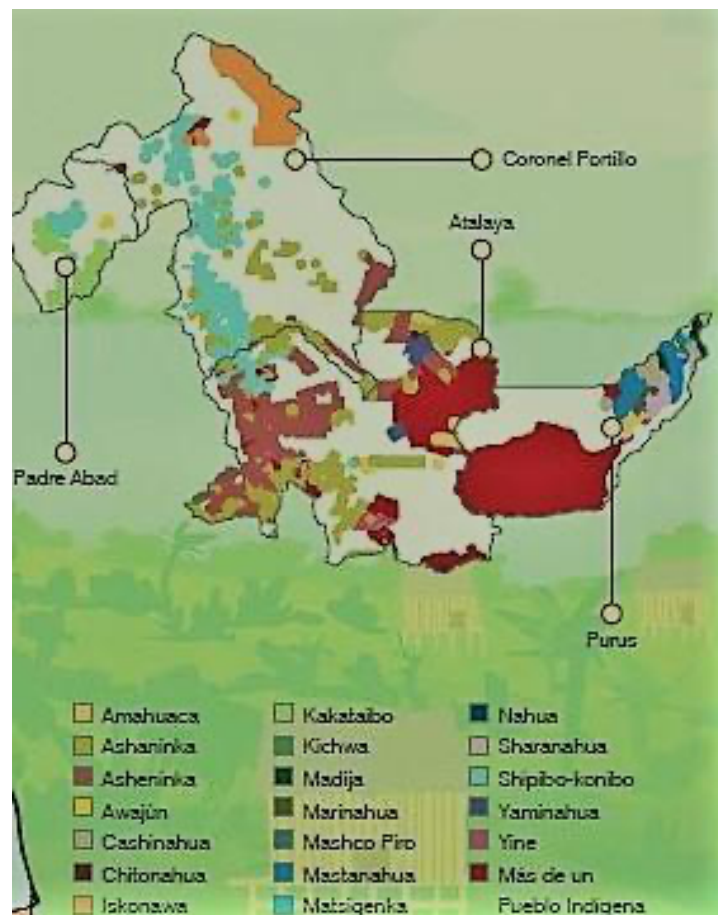 Coronel Portillo
Atalaya
Padre Abad
Purus
Amahuaca
Ashaninka
Asheninka
Awajún
Cashinahua
Chitonahua
Iskonawa
Kakataibo
Kichwa
Madija
Marinahua
Mashco Piro
Mastanahua
Matsigenka
Nahua
Sharanahua
Shipibo-konibo
Yaminahua
Yine
Más de un
Pueblo Indígena